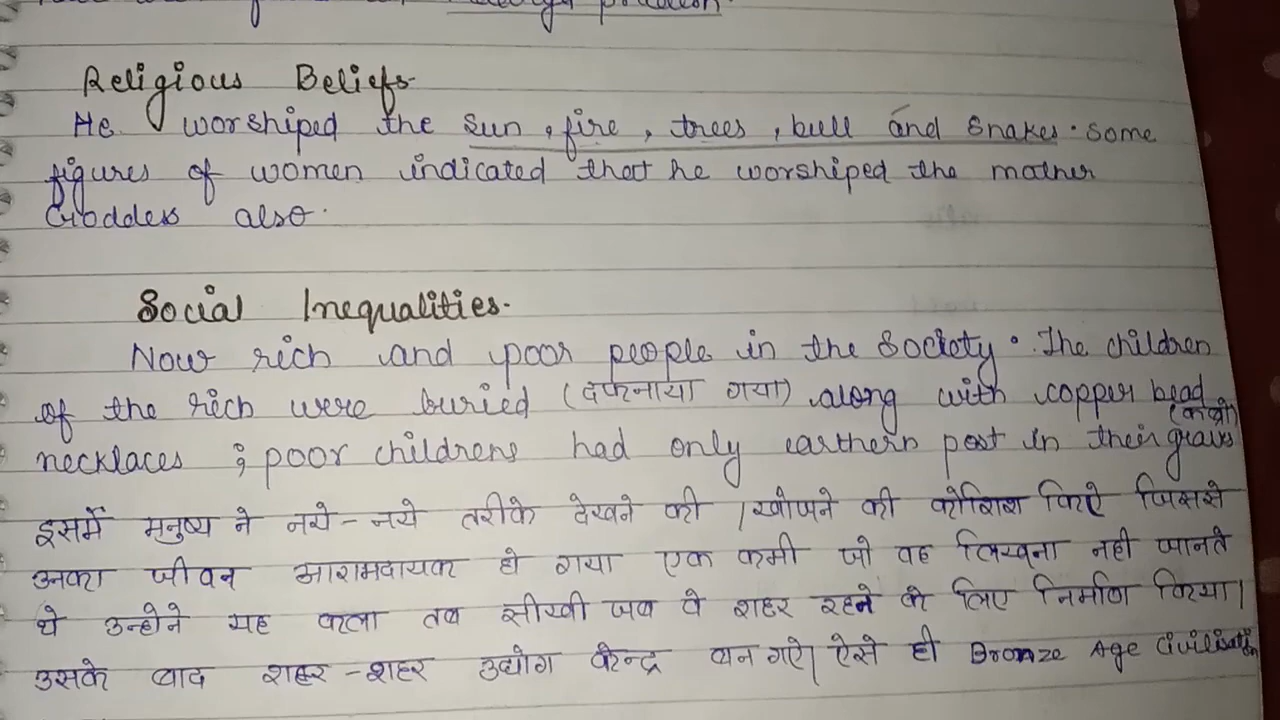 Religious Beliefs-
He worshiped the sun, fire, trees, bull and snakes. some
figures of women indicated that he worshiped the mother
Goddess also.
Social Inequalities-
Now rich and poor people in the Society. The children
of the rich were buried (दफनाया गया) along with copper bead
(कब्रो)
necklaces ; poor childrens had only earthern post in their graves
इसमें मनुष्य ने नये-नये तरीके देखने की / खोजने की कोशिश किऐ जिससे
उनका जीवन आरामदायक हो गया एक कमी जो वह लिखना नही जानते
थे उन्होने यह कला तब सीखी जब वे शहर रहने के लिए निर्माण किया।
उसके बाद शहर-शहर उद्योग केन्द्र बन गऐ। ऐसे ही Bronze Age Civilisation